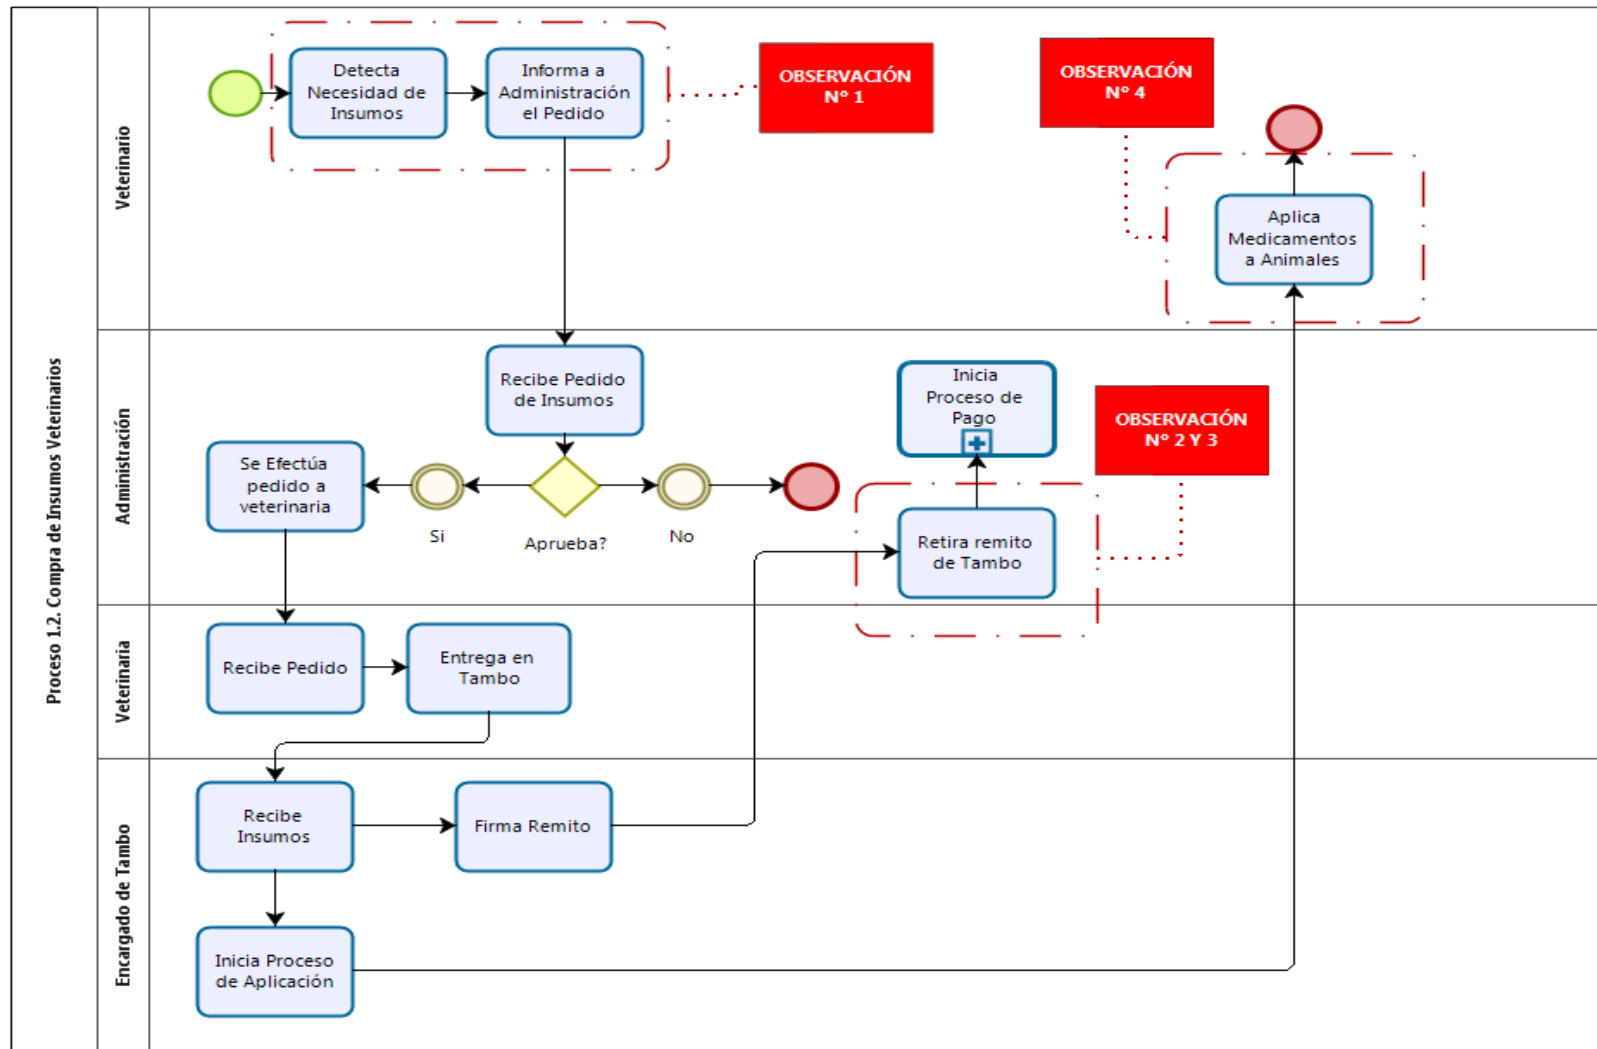 Proceso 1.2. Compra de Insumos Veterinarios
Veterinario
Detecta
Necesidad de
Insumos
Informa a
Administración
el Pedido
OBSERVACIÓN
Nº 1
OBSERVACIÓN
Nº 4
Aplica
Medicamentos
a Animales
Administración
Recibe Pedido
de Insumos
Se Efectúa
pedido a
veterinaria
Si
Aprueba?
No
Inicia
Proceso de
Pago
OBSERVACIÓN
Nº 2 Y 3
Retira remito
de Tambo
Veterinaria
Recibe Pedido
Entrega en
Tambo
Encargado de Tambo
Recibe
Insumos
Firma Remito
Inicia Proceso
de Aplicación